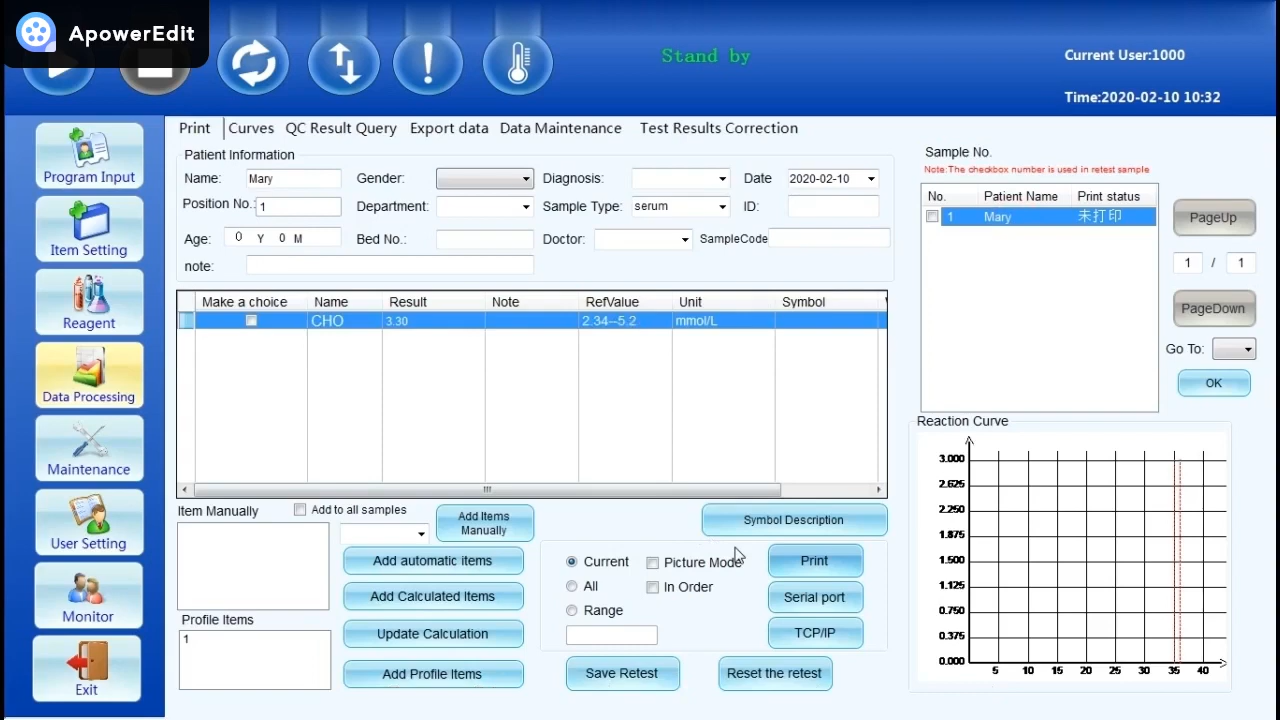 ApowerEdit
Stand by
Current User:1000
Time:2020-02-10 10:32
Program Input
Item Setting
Reagent
Data Processing
Maintenance
User Setting
Monitor
Exit
Print Curves QC Result Query Export data Data Maintenance Test Results Correction
Patient Information
Name: Mary Gender: Diagnosis: Date 2020-02-10
Position No.: 1 Department: Sample Type: serum ID:
Age: 0 Y 0 M Bed No.: Doctor: SampleCode
note:
Make a choice Name Result Note RefValue Unit Symbol
CHO 3.30 2.34--5.2 mmol/L
Item Manually
Add to all samples
Add Items
Manually
Symbol Description
Add automatic items
Add Calculated Items
Update Calculation
Add Profile Items
Profile Items
1
Current Picture Mode
All In Order
Range
Print
Serial port
TCP/IP
Save Retest
Reset the retest
Sample No.
Note:The checkbox number is used in retest sample
No. Patient Name Print status
1 Mary 未打印
PageUp
1 / 1
PageDown
Go To:
OK
Reaction Curve
3.000
2.625
2.250
1.875
1.500
1.125
0.750
0.375
0.000
5 10 15 20 25 30 35 40